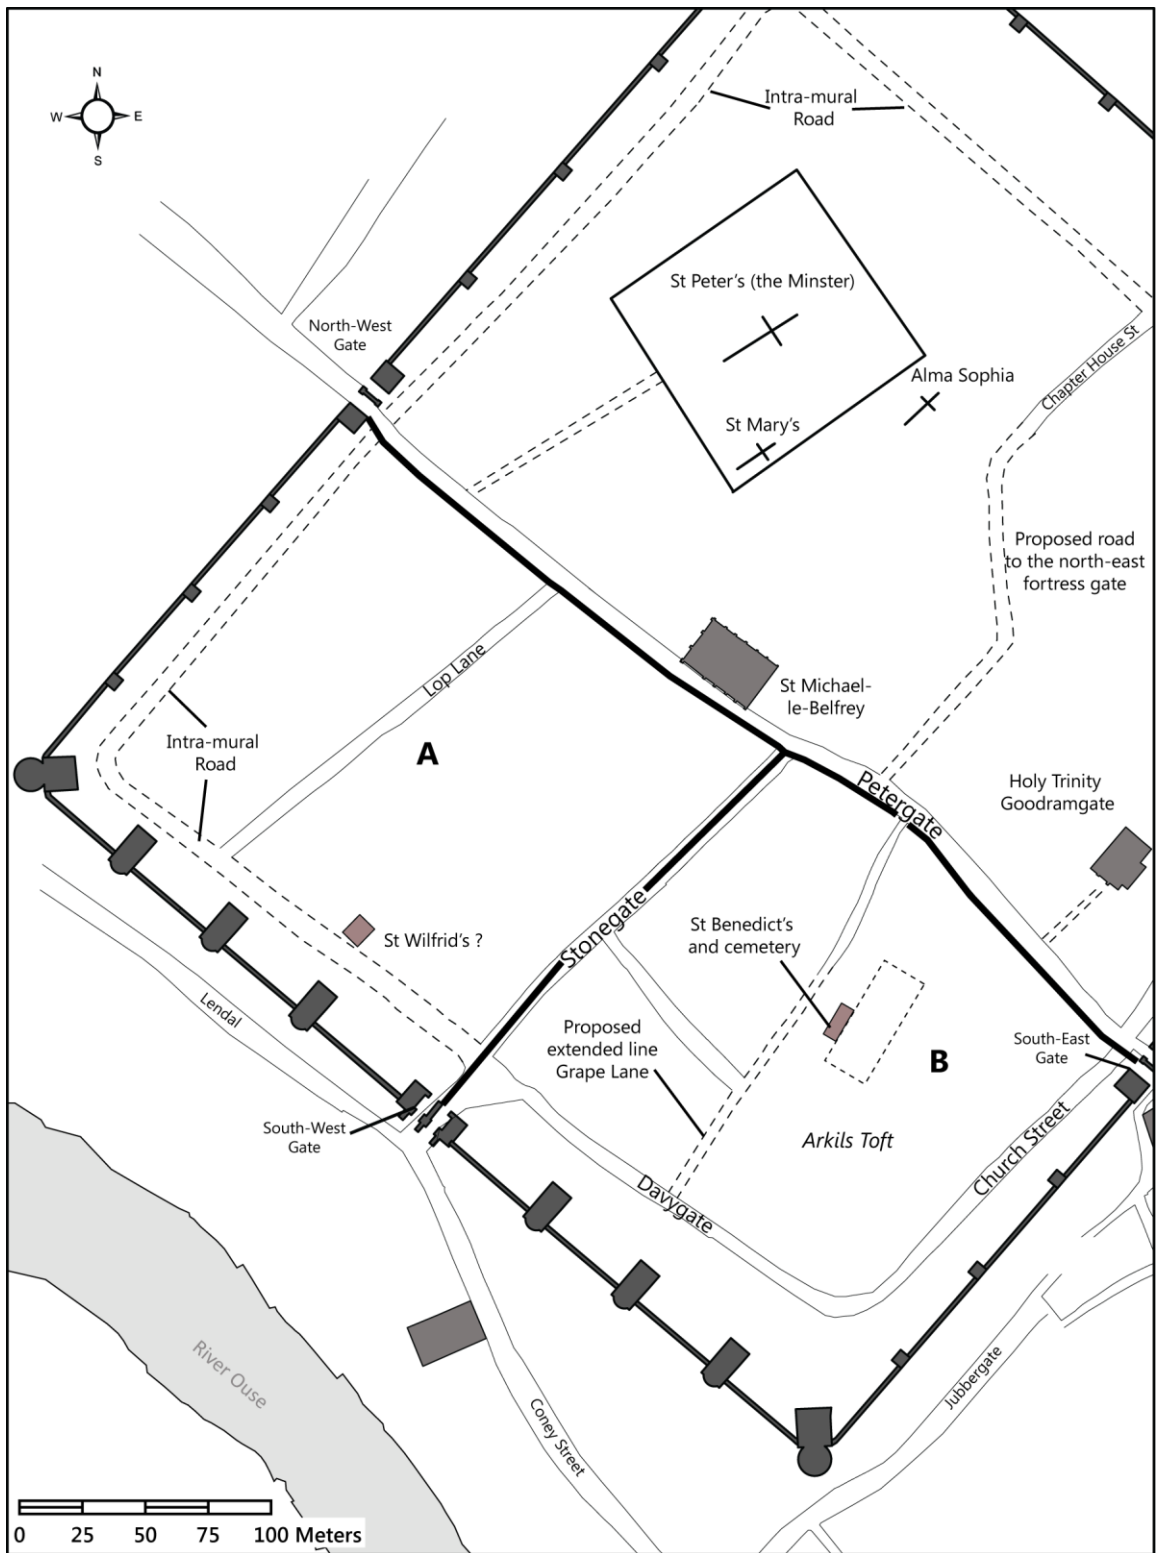 N
W
E
S
Intra-mural
Road
St Peter's (the Minster)
North-West
Gate
Alma Sophia
Chapter House St
St Mary's
Proposed road
to the north-east
fortress gate
Lop Lane
St Michael-
le-Belfrey
A
Intra-mural
Road
Petergate
Holy Trinity
Goodramgate
Stonegate
St Benedict's
and cemetery
St Wilfrid's ?
Lendal
Proposed
extended line
Grape Lane
South-East
Gate
B
South-West
Gate
Arkils Toft
Church Street
Davygate
River Ouse
Jubbergate
Coney Street
0 25 50 75 100 Meters